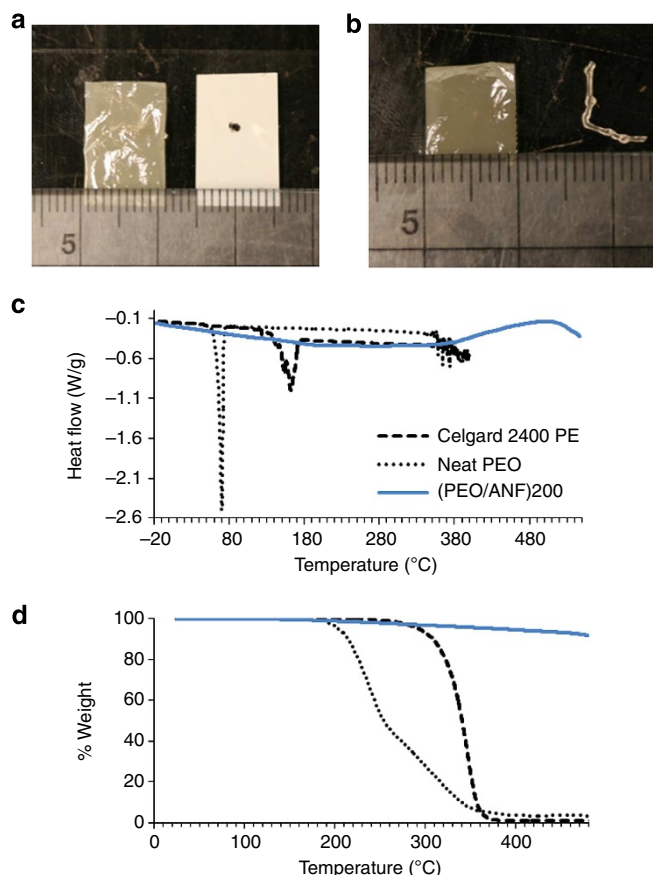 a
b
5
5
c
Heat flow (W/g)
–0.1
–0.6
–1.1
–1.6
–2.1
–2.6
Celgard 2400 PE
Neat PEO
(PEO/ANF)200
–20 80 180 280 380 480
Temperature (°C)
d
% Weight
100
80
60
40
20
0
0 100 200 300 400
Temperature (°C)